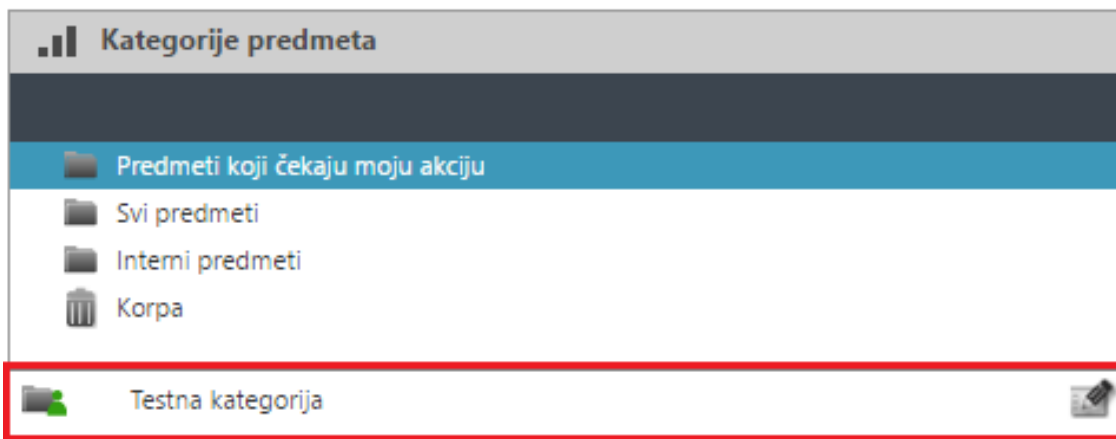 Kategorije predmeta
Predmeti koji čekaju moju akciju
Svi predmeti
Interni predmeti
Korpa
Testna kategorija